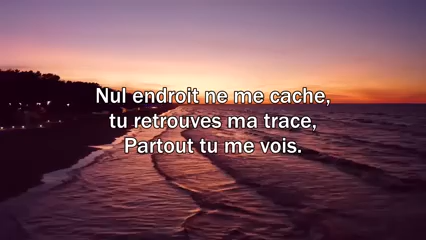 Nul endroit ne me cache,
tu retrouves ma trace,
Partout tu me vois.